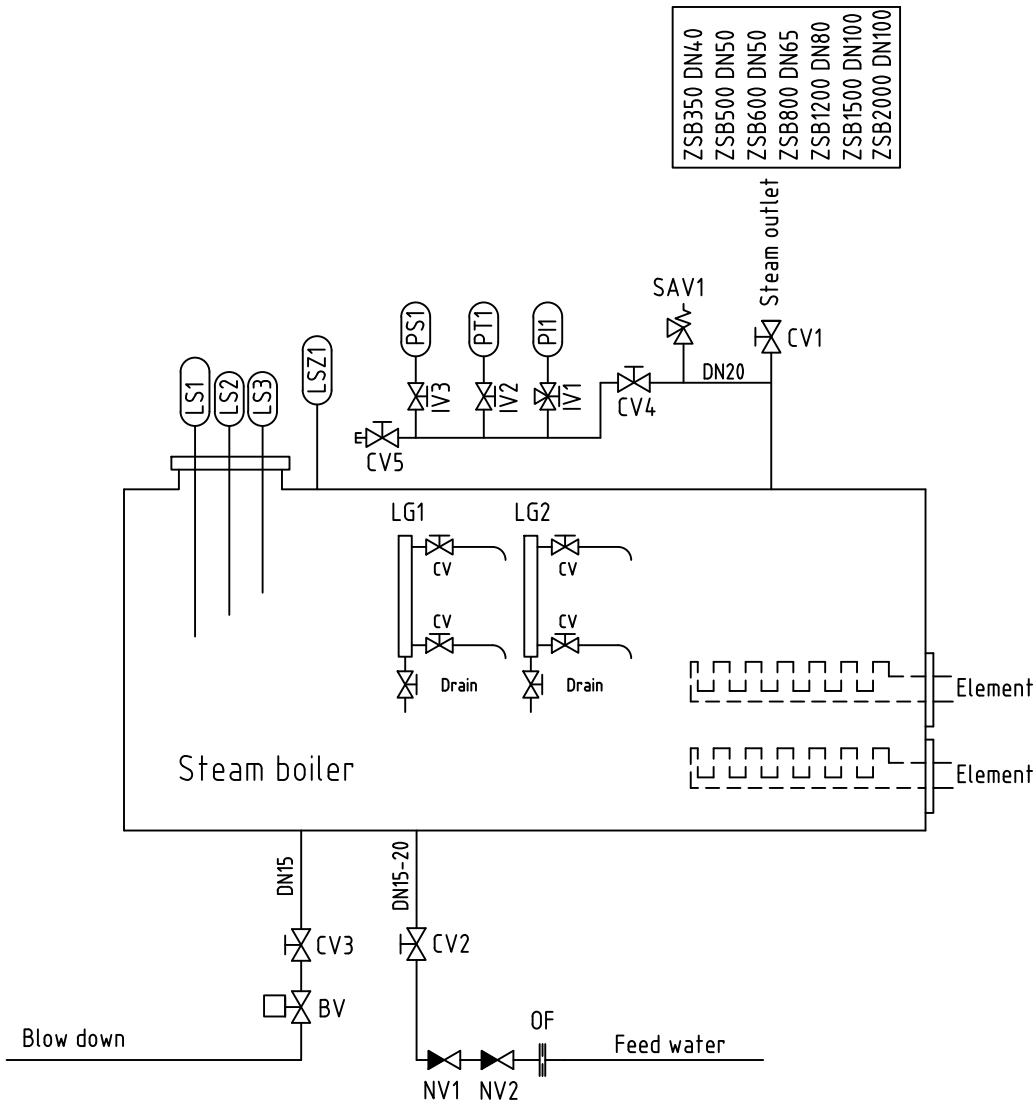 ZSB350 DN40
ZSB500 DN50
ZSB600 DN50
ZSB800 DN65
ZSB1200 DN80
ZSB1500 DN100
ZSB2000 DN100
Steam outlet
SAV1
CV1
DN20
PS1
PT1
PI1
LSZ1
LS1
LS2
LS3
IV3
IV2
IV1
CV4
CV5
LG1
LG2
CV
CV
CV
CV
Drain
Drain
Element
Element
Steam boiler
DN15
DN15-20
CV3
CV2
BV
OF
Blow down
Feed water
NV1
NV2